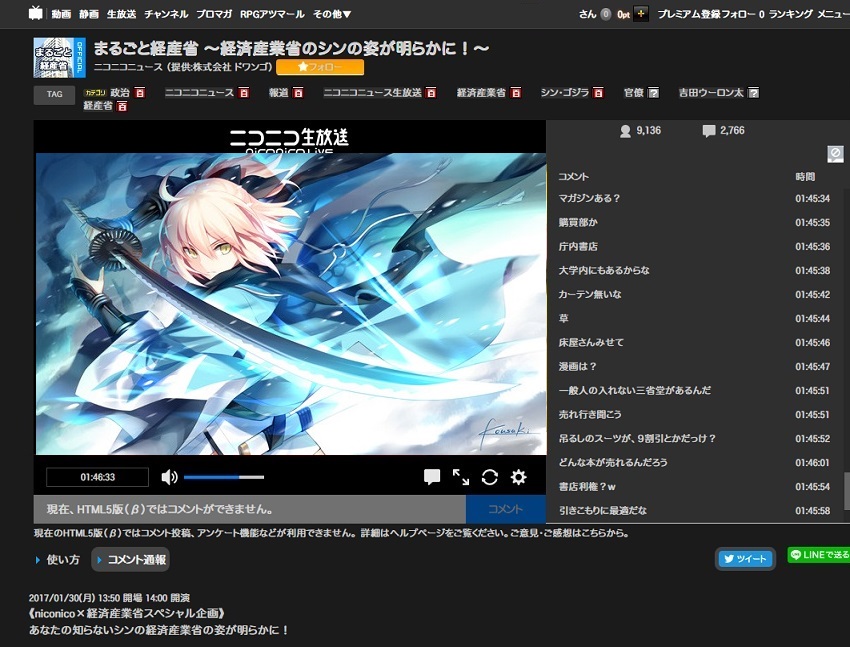 動画 静画 生放送 チャンネル ブロマガ RPGアツマール その他▼ さん 0 0pt + プレミアム登録 フォロー 0 ランキング メニュー
まるごと経産省 OFFICIAL
まるごと経産省 ~経済産業省のシンの姿が明らかに！~
ニコニコニュース (提供:株式会社 ドワンゴ) ★フォロー
TAG カテゴリ 政治 百 ニコニコニュース 百 報道 百 ニコニコニュース生放送 百 経済産業省 百 シン・ゴジラ 百 官僚 ? 吉田ウーロン太 ?
経産省 百
ニコニコ生放送
niconico Live
9,136 2,766
コメント 時間
マガジンある？ 01:45:34
購買部か 01:45:35
庁内書店 01:45:36
大学内にもあるからな 01:45:38
カーテン無いな 01:45:42
草 01:45:44
床屋さんみせて 01:45:46
漫画は？ 01:45:47
一般人の入れない三省堂があるんだ 01:45:51
売れ行き聞こう 01:45:51
吊るしのスーツが、9割引とかだっけ？ 01:45:52
どんな本が売れるんだろう 01:46:01
書店利権？w 01:45:54
引きこもりに最適だな 01:45:58
01:46:33
現在、HTML5版(β)ではコメントができません。 コメント
現在のHTML5版(β)ではコメント投稿、アンケート機能などが利用できません。 詳細はヘルプページをご覧ください。ご意見・ご感想はこちらから。
使い方 コメント通報 ツイート LINEで送る
2017/01/30(月) 13:50 開場 14:00 開演
《niconico×経済産業省スペシャル企画》
あなたの知らないシンの経済産業省の姿が明らかに！